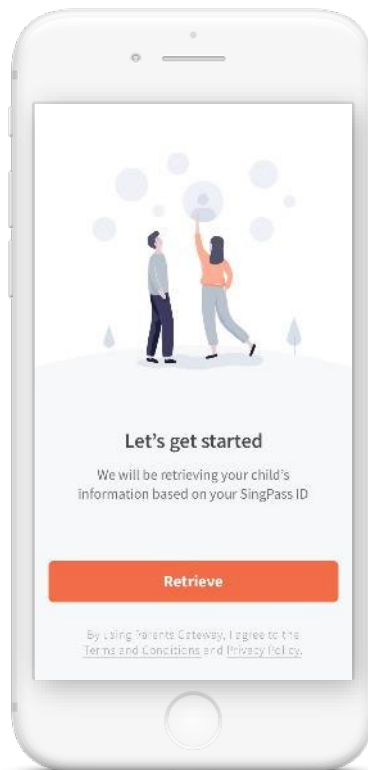 Let's get started
We will be retrieving your child's
information based on your SingPass ID
Retrieve
By using Parents Gateway, I agree to the
Terms and Conditions and Privacy Policy.